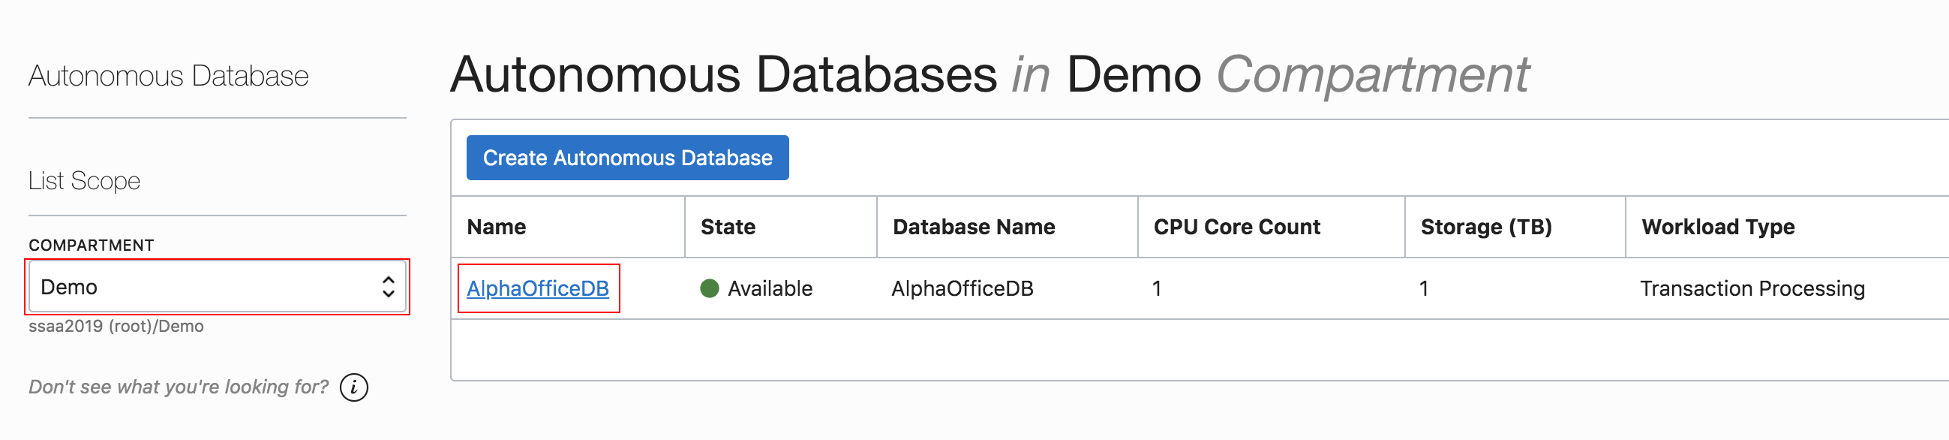 Autonomous Database
List Scope
COMPARTMENT
Demo
ssaa2019 (root)/Demo
Don't see what you're looking for? i
Autonomous Databases in Demo Compartment
Create Autonomous Database
Name State Database Name CPU Core Count Storage (TB) Workload Type
AlphaOfficeDB Available AlphaOfficeDB 1 1 Transaction Processing